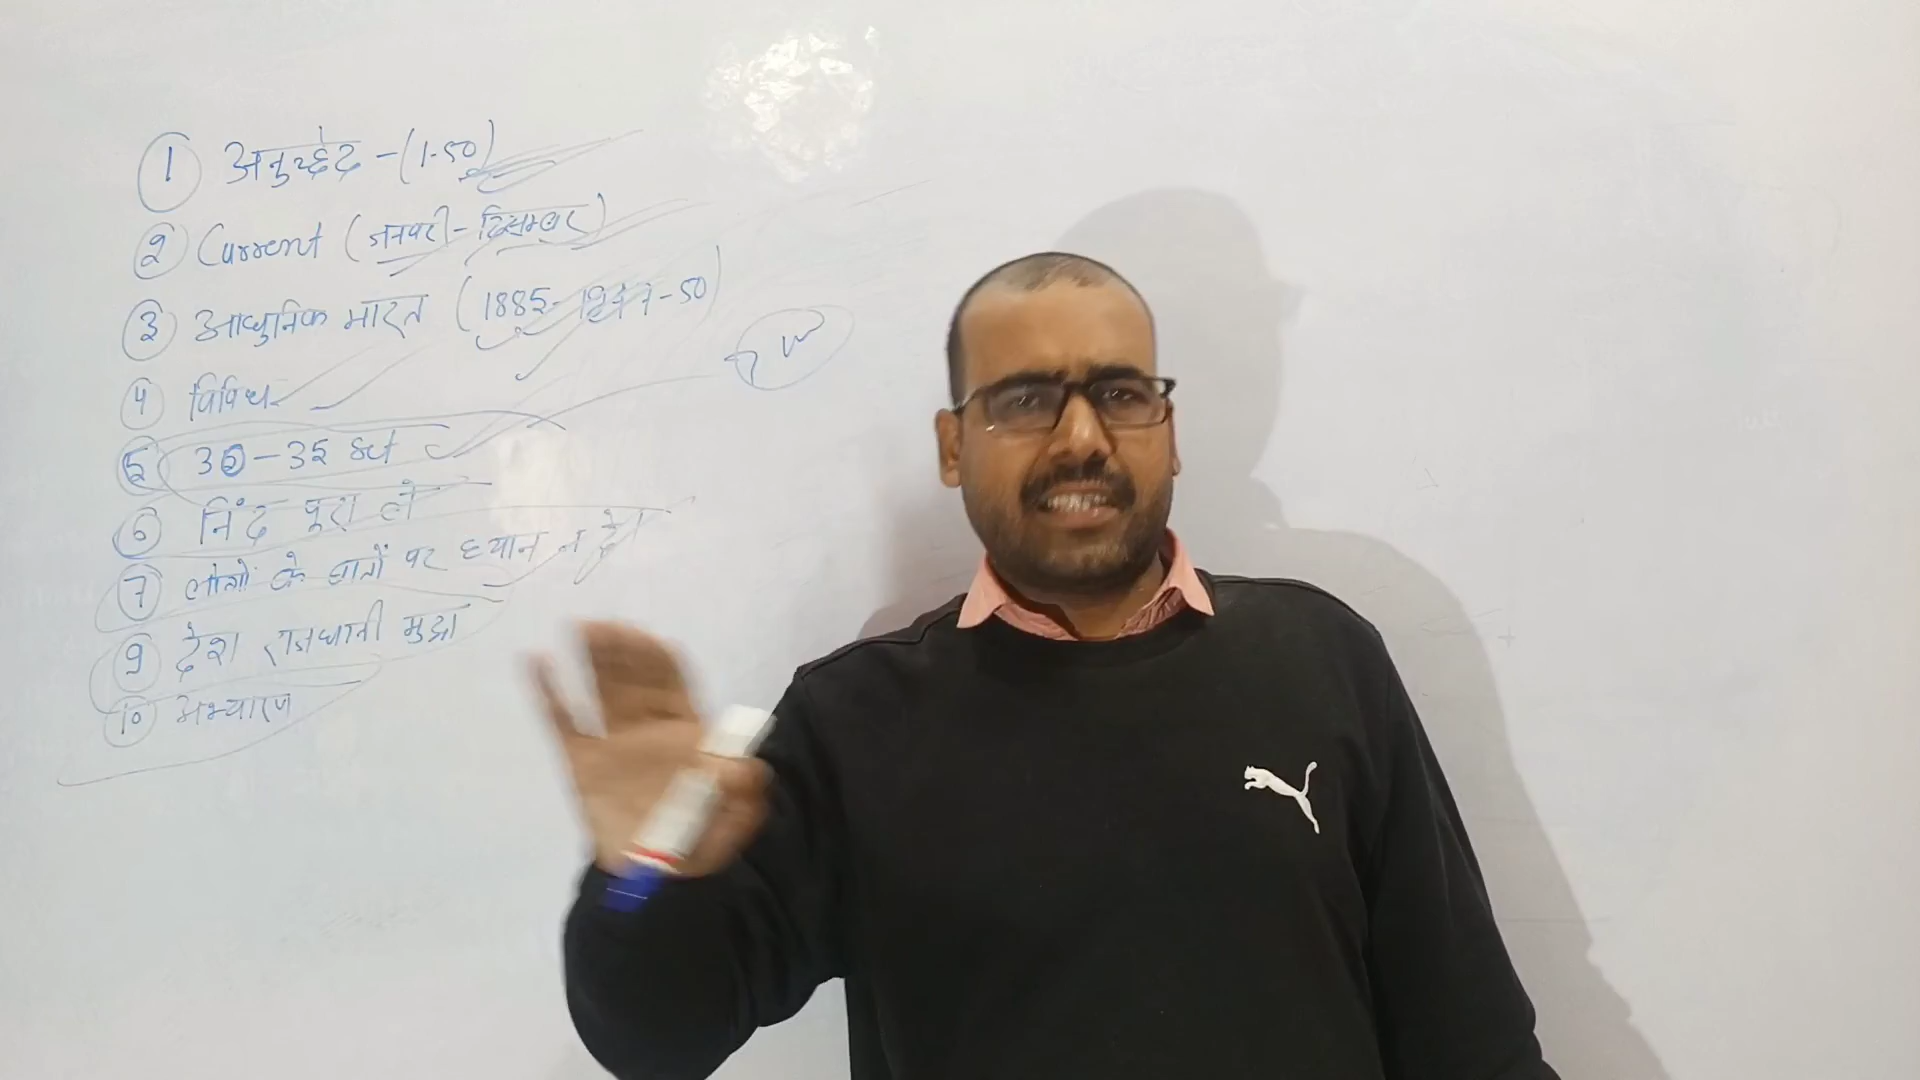 1 अनुच्छेद - (1-50)
2 Current (जनवरी - दिसम्बर)
3 आधुनिक भारत (1885-1947-50)
4 विविध
5 30-35 Set
6 निंद पुरा ले
7 लोगों के बातों पर ध्यान न दे
9 देश राजधानी मुद्रा
10 अभ्यारण